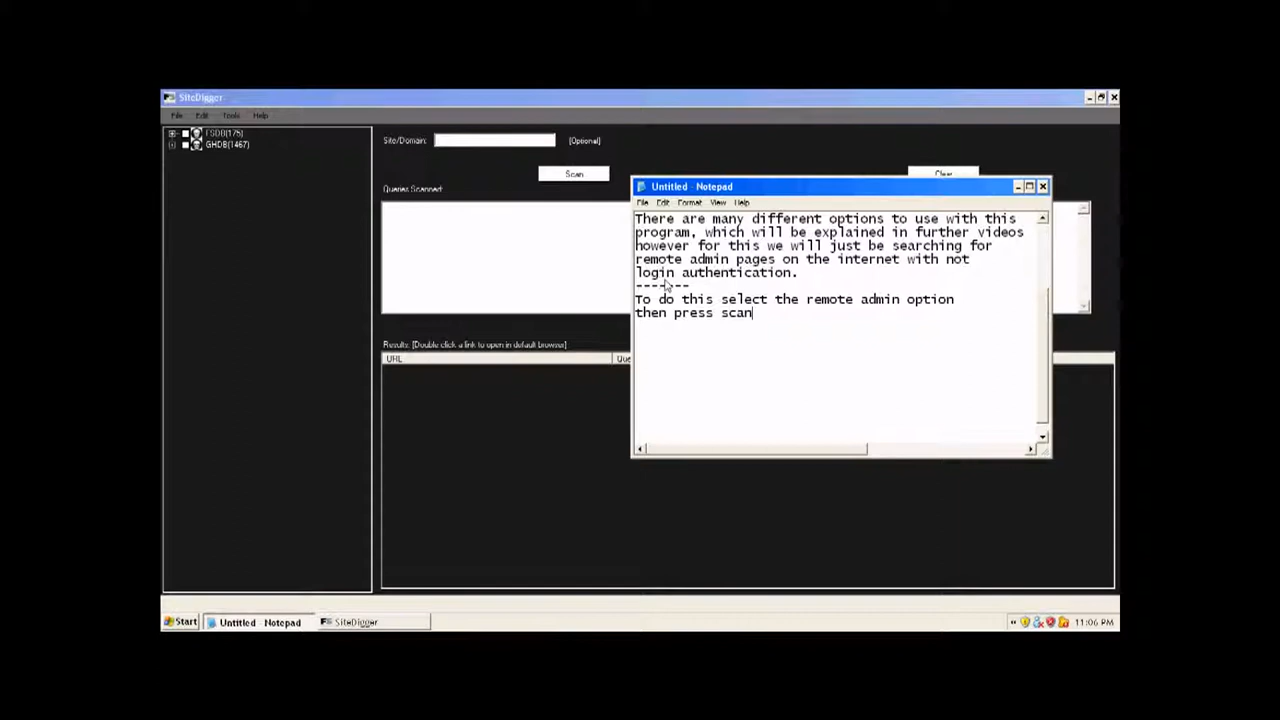 SiteDigger
File Edit Tools Help
FSDB(175)
GHDB(1467)
Site/Domain: [Optional]
Scan
Clear
Queries Scanned:
Untitled - Notepad
File Edit Format View Help
There are many different options to use with this
program, which will be explained in further videos
however for this we will just be searching for
remote admin pages on the internet with not
login authentication.
-------
To do this select the remote admin option
then press scan
Results: [Double click a link to open in default browser]
URL Que
Start Untitled - Notepad SiteDigger 11:06 PM